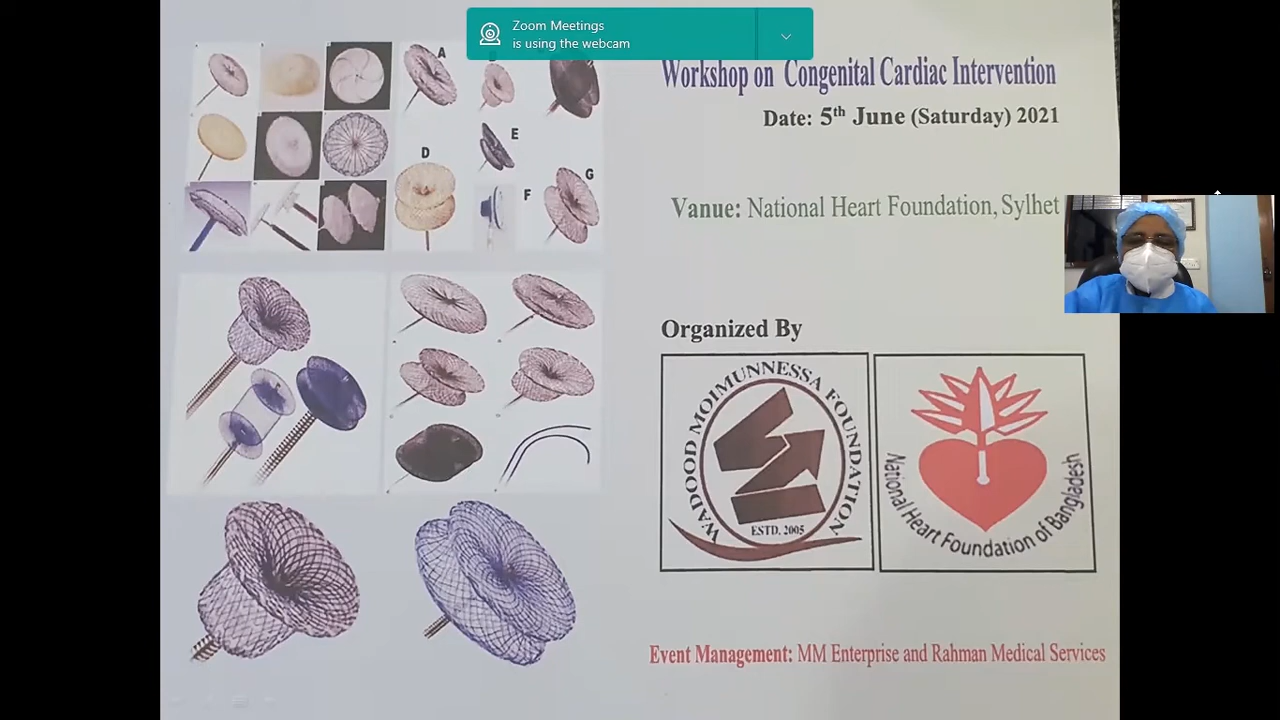 Zoom Meetings
is using the webcam
Workshop on Congenital Cardiac Intervention
Date: 5th June (Saturday) 2021
Vanue: National Heart Foundation, Sylhet
A
D
E
F
G
Organized By
WADOOD MOIMUNNESSA FOUNDATION
ESTD. 2005
National Heart Foundation of Bangladesh
Event Management: MM Enterprise and Rahman Medical Services